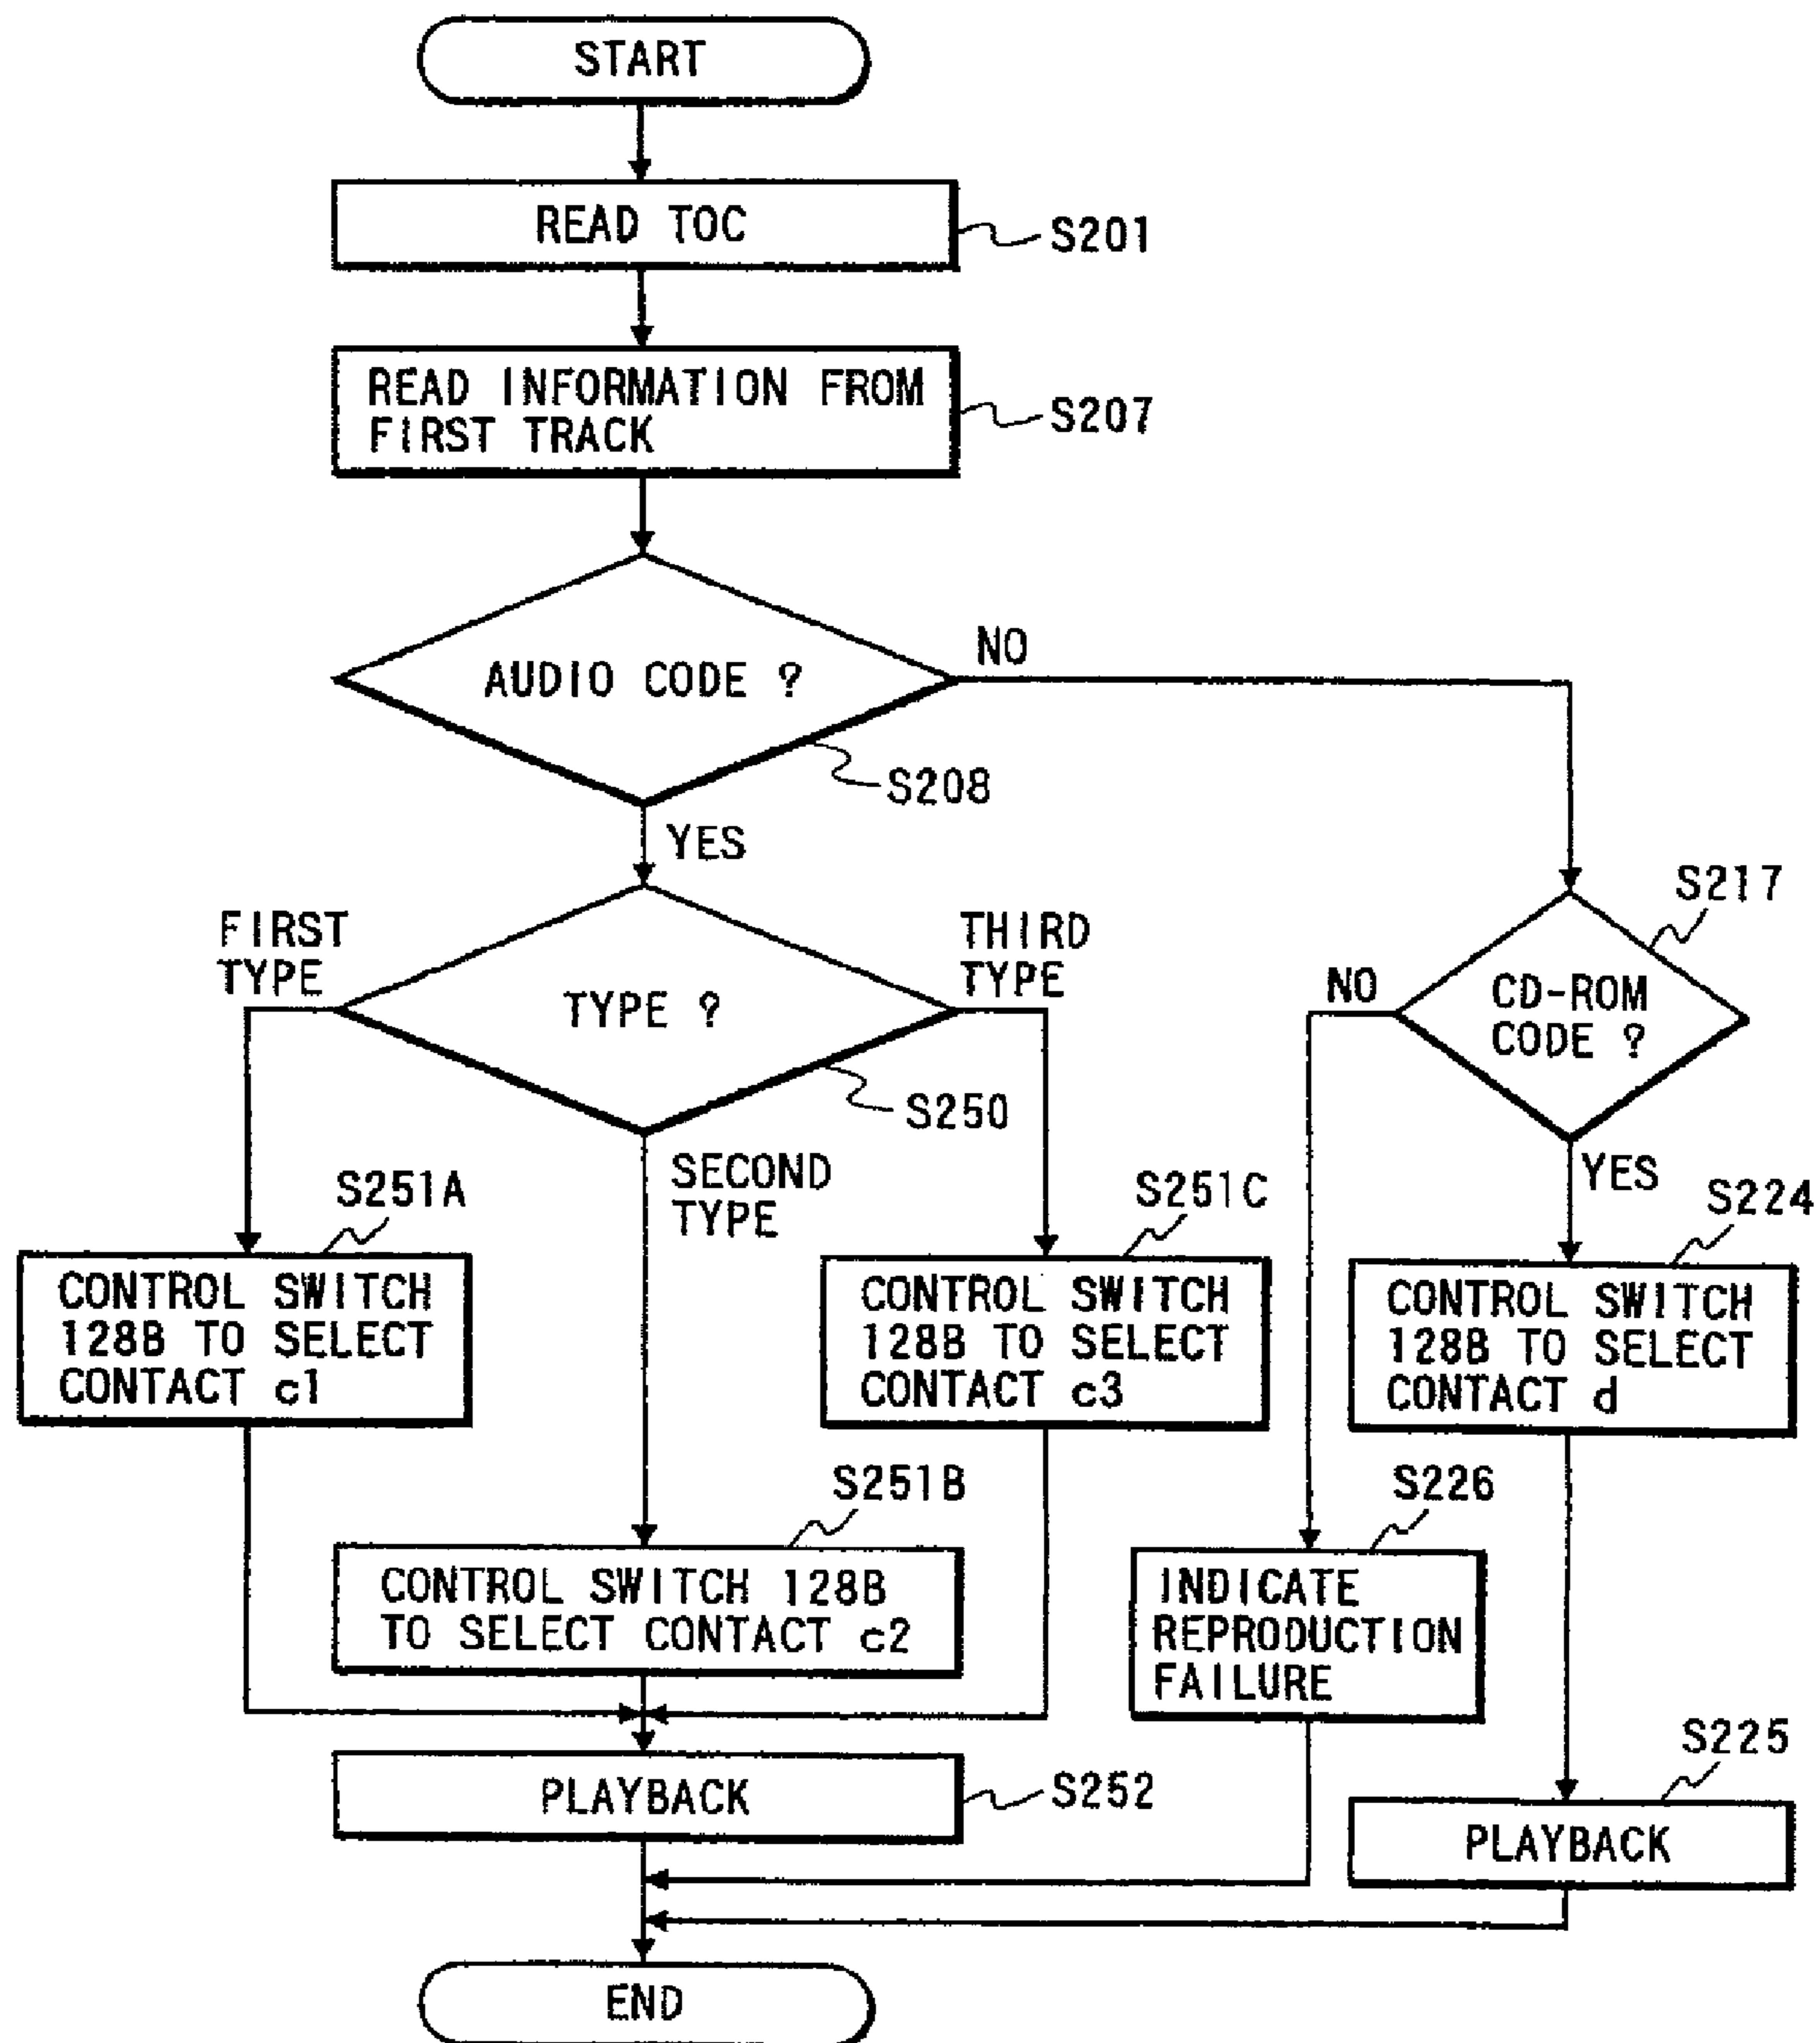 START
READ TOC
S201
READ INFORMATION FROM
FIRST TRACK
S207
AUDIO CODE ?
NO
S208
YES
FIRST
TYPE
TYPE ?
THIRD
TYPE
S250
SECOND
TYPE
S217
NO
CD-ROM
CODE ?
YES
S251A
CONTROL SWITCH
128B TO SELECT
CONTACT c1
S251C
CONTROL SWITCH
128B TO SELECT
CONTACT c3
S224
CONTROL SWITCH
128B TO SELECT
CONTACT d
S251B
CONTROL SWITCH 128B
TO SELECT CONTACT c2
S226
INDICATE
REPRODUCTION
FAILURE
PLAYBACK
S252
S225
PLAYBACK
END